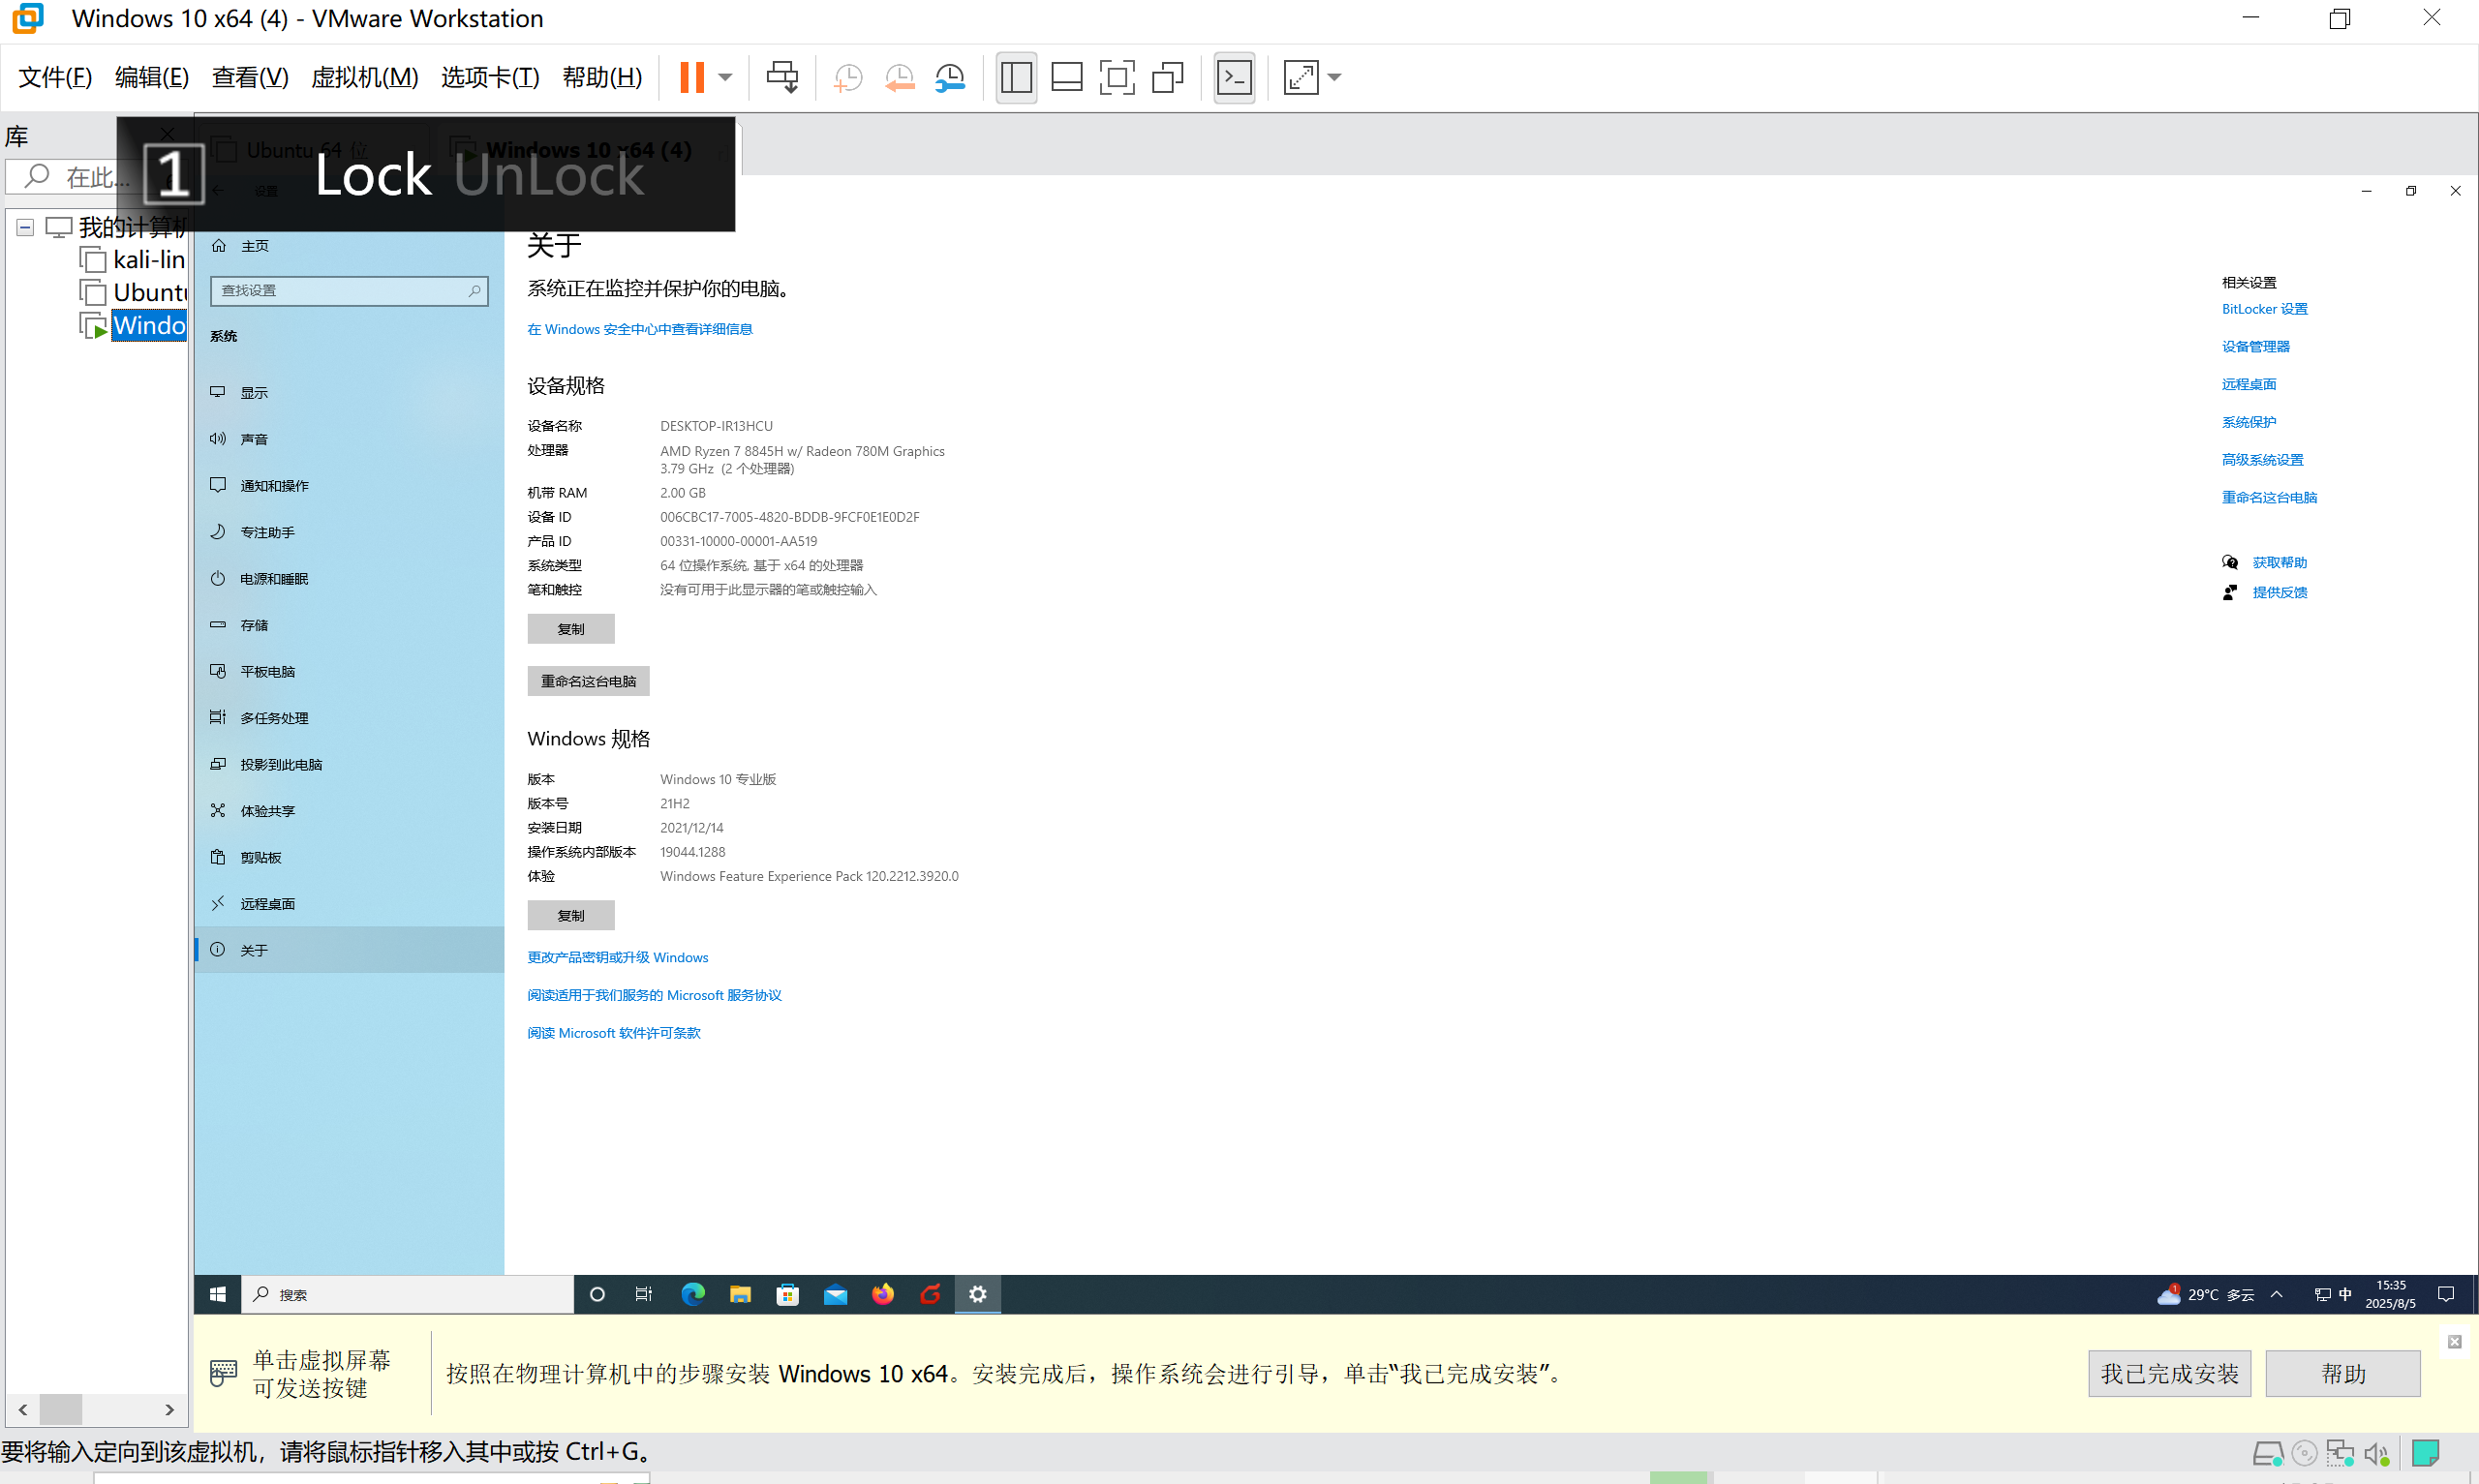 Windows 10 x64 (4) - VMware Workstation
文件(F) 编辑(E) 查看(V) 虚拟机(M) 选项卡(T) 帮助(H)
库
在此...
1 Lock UnLock
Ubuntu 64 位
Windows 10 x64 (4)
我的计算机
kali-lin
Ubuntu
Windo
设置
主页
查找设置
系统
显示
声音
通知和操作
专注助手
电源和睡眠
存储
平板电脑
多任务处理
投影到此电脑
体验共享
剪贴板
远程桌面
关于
关于
系统正在监控并保护你的电脑。
在 Windows 安全中心中查看详细信息
设备规格
设备名称 DESKTOP-IR13HCU
处理器 AMD Ryzen 7 8845H w/ Radeon 780M Graphics
3.79 GHz (2 个处理器)
机带 RAM 2.00 GB
设备 ID 006CBC17-7005-4820-BDDB-9FCF0E1E0D2F
产品 ID 00331-10000-00001-AA519
系统类型 64 位操作系统, 基于 x64 的处理器
笔和触控 没有可用于此显示器的笔或触控输入
复制
重命名这台电脑
Windows 规格
版本 Windows 10 专业版
版本号 21H2
安装日期 2021/12/14
操作系统内部版本 19044.1288
体验 Windows Feature Experience Pack 120.2212.3920.0
复制
更改产品密钥或升级 Windows
阅读适用于我们服务的 Microsoft 服务协议
阅读 Microsoft 软件许可条款
相关设置
BitLocker 设置
设备管理器
远程桌面
系统保护
高级系统设置
重命名这台电脑
获取帮助
提供反馈
搜索
1
29°C 多云
中
15:35
2025/8/5
单击虚拟屏幕
可发送按键
按照在物理计算机中的步骤安装 Windows 10 x64。安装完成后，操作系统会进行引导，单击“我已完成安装”。
我已完成安装
帮助
要将输入定向到该虚拟机，请将鼠标指针移入其中或按 Ctrl+G。